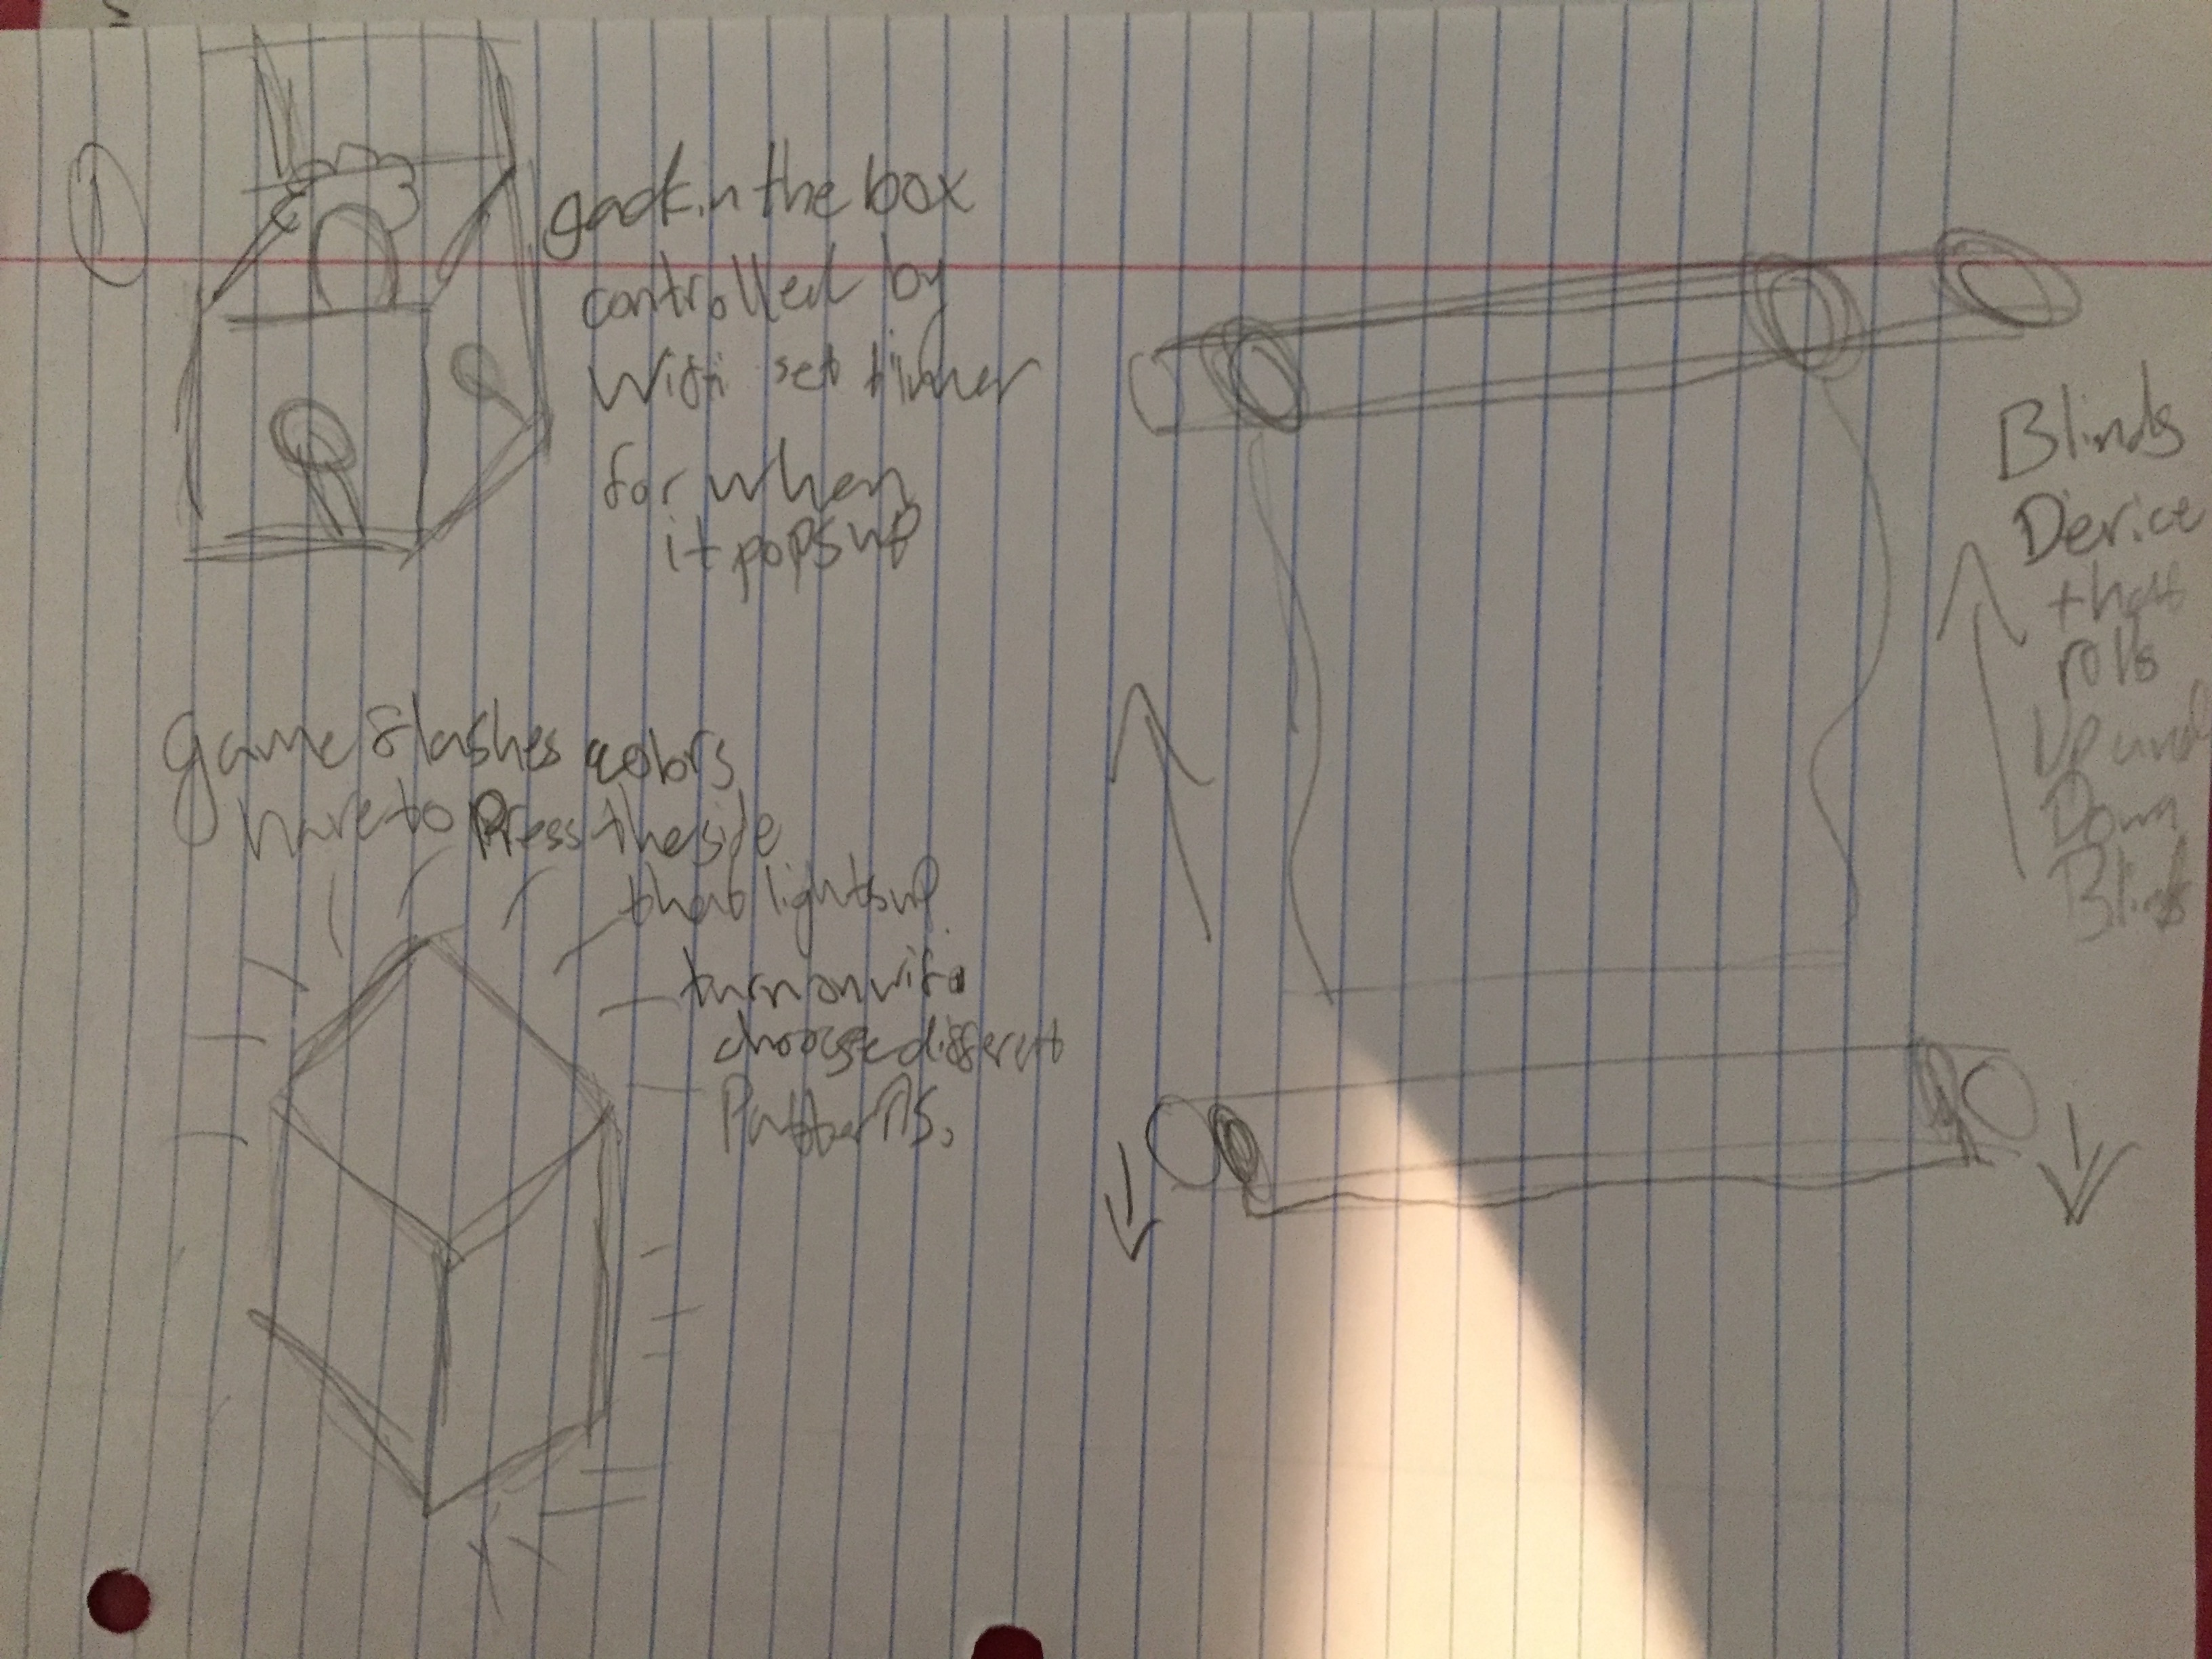 1
gack in the box
controlled by
Wifi set timer
for when
it pops up
game flashes colors
have to Press the side
that lights up
turn on wifi
choose different
Patterns.
Blinds
Device
that
rolls
Up and
Down
Blinds